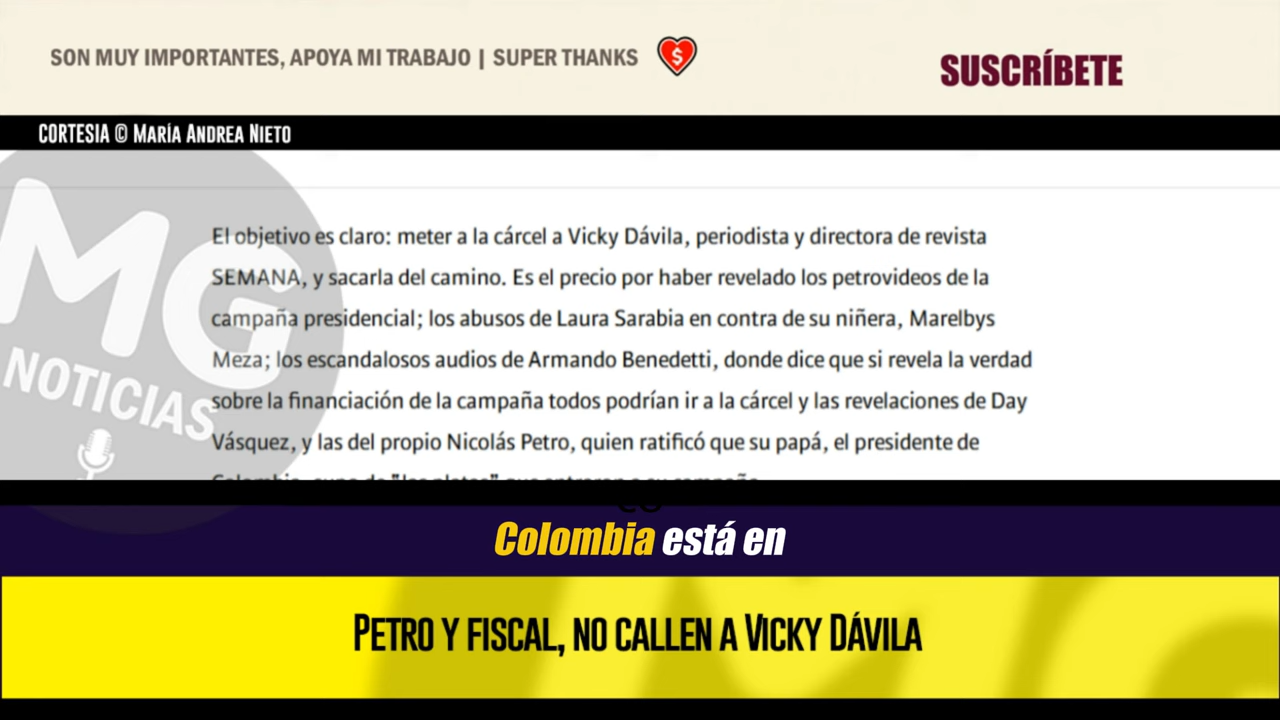 SON MUY IMPORTANTES, APOYA MI TRABAJO | SUPER THANKS
SUSCRÍBETE
CORTESIA © MARÍA ANDREA NIETO
MG
NOTICIAS
El objetivo es claro: meter a la cárcel a Vicky Dávila, periodista y directora de revista
SEMANA, y sacarla del camino. Es el precio por haber revelado los petrovideos de la
campaña presidencial; los abusos de Laura Sarabia en contra de su niñera, Marelbys
Meza; los escandalosos audios de Armando Benedetti, donde dice que si revela la verdad
sobre la financiación de la campaña todos podrían ir a la cárcel y las revelaciones de Day
Vásquez, y las del propio Nicolás Petro, quien ratificó que su papá, el presidente de
Colombia está en
PETRO Y FISCAL, NO CALLEN A VICKY DÁVILA